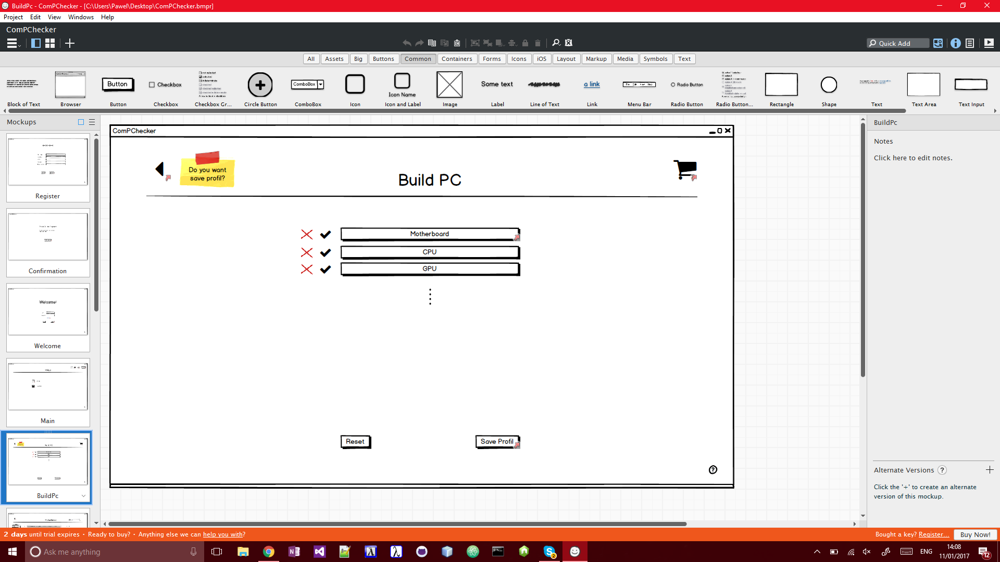 BuildPc - ComPChecker - [C:\Users\Pawel\Desktop\ComPChecker.bmpr]
Project Edit View Windows Help
ComPChecker
Quick Add
All Assets Big Buttons Common Containers Forms Icons iOS Layout Markup Media Symbols Text
Button
Checkbox
ComboBox
Icon Name
Some text
a link
Radio Button
Block of Text Browser Button Checkbox Checkbox Gr... Circle Button ComboBox Icon Icon and Label Image Label Line of Text Link Menu Bar Radio Button Radio Button... Rectangle Shape Text Text Area Text Input
Mockups
Register
Confirmation
Welcome!
Welcome
Main
BuildPc
ComPChecker
Do you want
save profil?
Build PC
Motherboard
CPU
GPU
Reset
Save Profil
BuildPc
Notes
Click here to edit notes.
Alternate Versions ?
Click the '+' to create an alternate
version of this mockup.
2 days until trial expires • Ready to buy? • Anything else we can help you with?
Bought a key? Register... Buy Now!
Ask me anything
ENG
14:08
11/01/2017
12